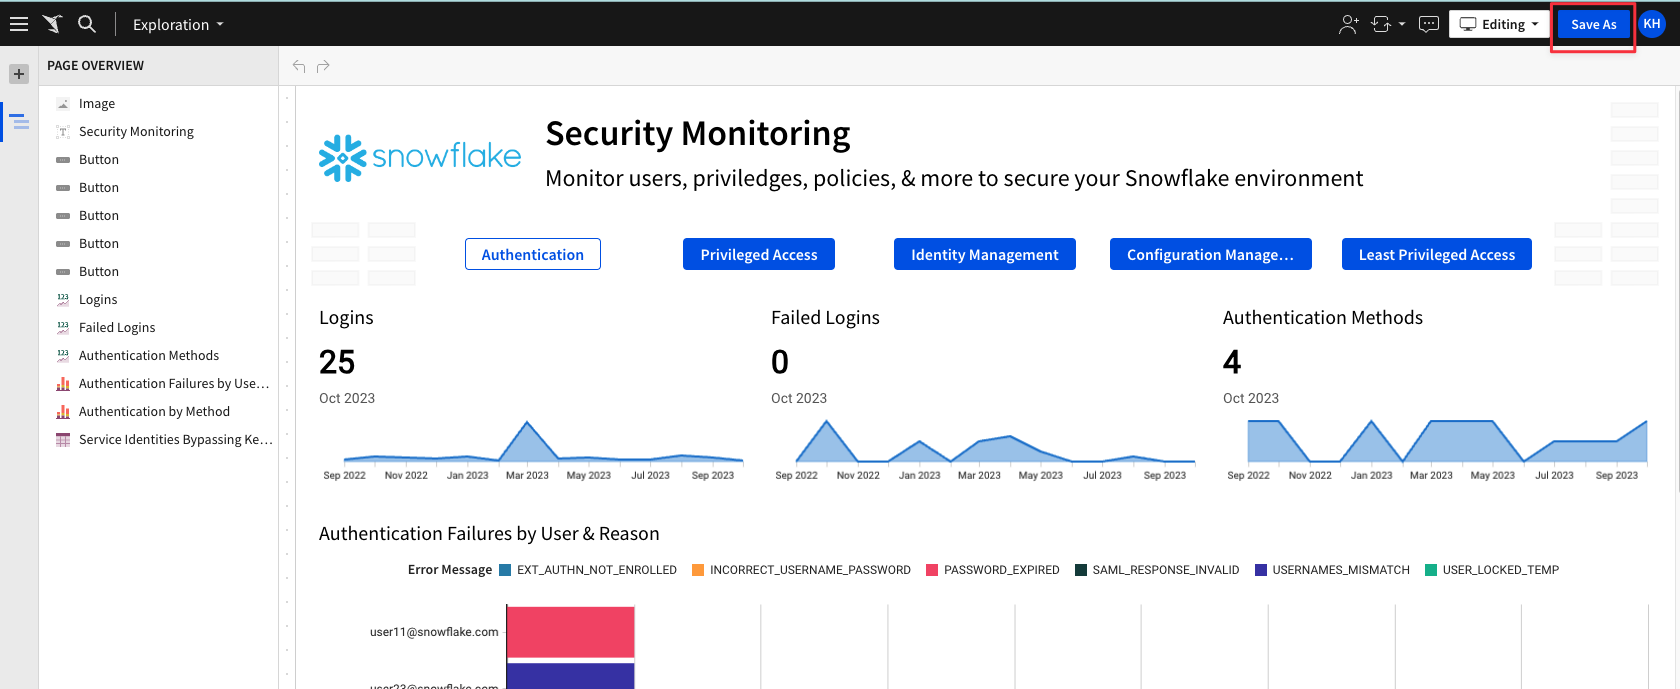 Exploration
Editing
Save As
KH
PAGE OVERVIEW
Image
Security Monitoring
Button
Button
Button
Button
Button
Logins
Failed Logins
Authentication Methods
Authentication Failures by Use...
Authentication by Method
Service Identities Bypassing Ke...
snowflake
Security Monitoring
Monitor users, priviledges, policies, & more to secure your Snowflake environment
Authentication
Privileged Access
Identity Management
Configuration Manage...
Least Privileged Access
Logins
25
Oct 2023
Sep 2022 Nov 2022 Jan 2023 Mar 2023 May 2023 Jul 2023 Sep 2023
Failed Logins
0
Oct 2023
Sep 2022 Nov 2022 Jan 2023 Mar 2023 May 2023 Jul 2023 Sep 2023
Authentication Methods
4
Oct 2023
Sep 2022 Nov 2022 Jan 2023 Mar 2023 May 2023 Jul 2023 Sep 2023
Authentication Failures by User & Reason
Error Message EXT_AUTHN_NOT_ENROLLED INCORRECT_USERNAME_PASSWORD PASSWORD_EXPIRED SAML_RESPONSE_INVALID USERNAMES_MISMATCH USER_LOCKED_TEMP
user11@snowflake.com
user23@snowflake.com